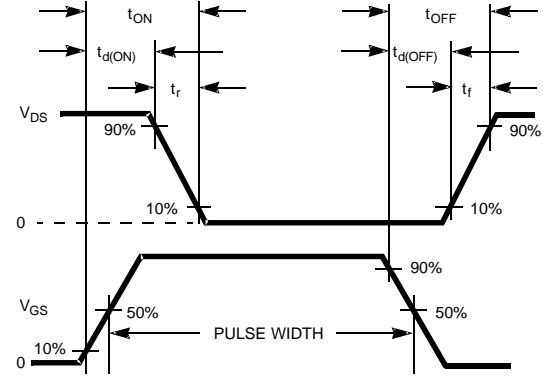 tON tOFF
td(ON) td(OFF)
tr tf
VDS
90% 90%
10% 10%
0
90%
VGS 50% 50%
PULSE WIDTH
10%
0